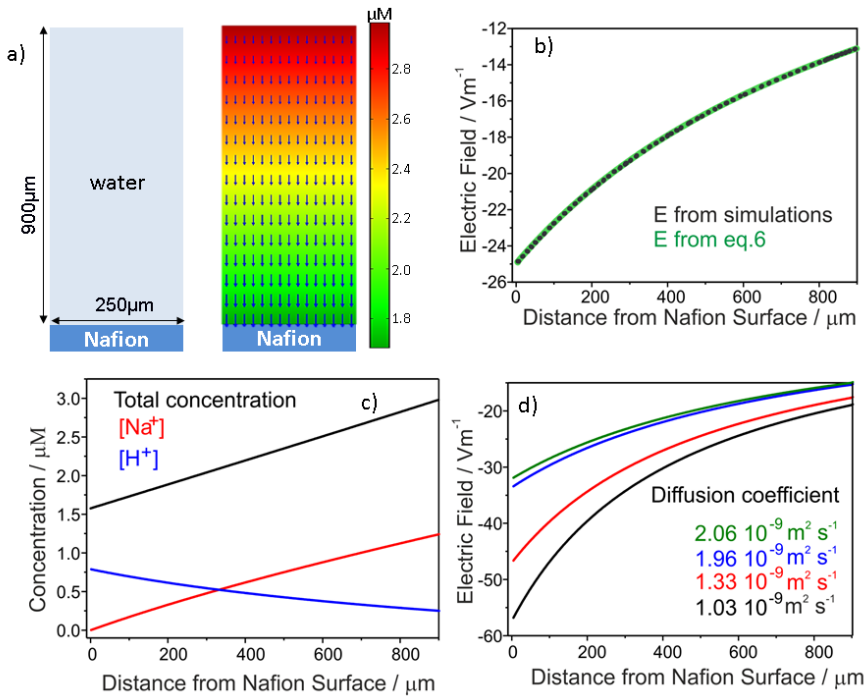 a)
900μm
water
250μm
Nafion
Nafion
μM
2.8
2.6
2.4
2.2
2.0
1.8
b)
Electric Field / Vm⁻¹
-12
-14
-16
-18
-20
-22
-24
-26
E from simulations
E from eq.6
0 200 400 600 800
Distance from Nafion Surface / μm
c)
Concentration / μM
3.0
2.5
2.0
1.5
1.0
0.5
0.0
Total concentration
[Na⁺]
[H⁺]
0 200 400 600 800
Distance from Nafion Surface / μm
d)
Electric Field / Vm⁻¹
-20
-30
-40
-50
-60
Diffusion coefficient
2.06 10⁻⁹ m² s⁻¹
1.96 10⁻⁹ m² s⁻¹
1.33 10⁻⁹ m² s⁻¹
1.03 10⁻⁹ m² s⁻¹
0 200 400 600 800
Distance from Nafion Surface / μm